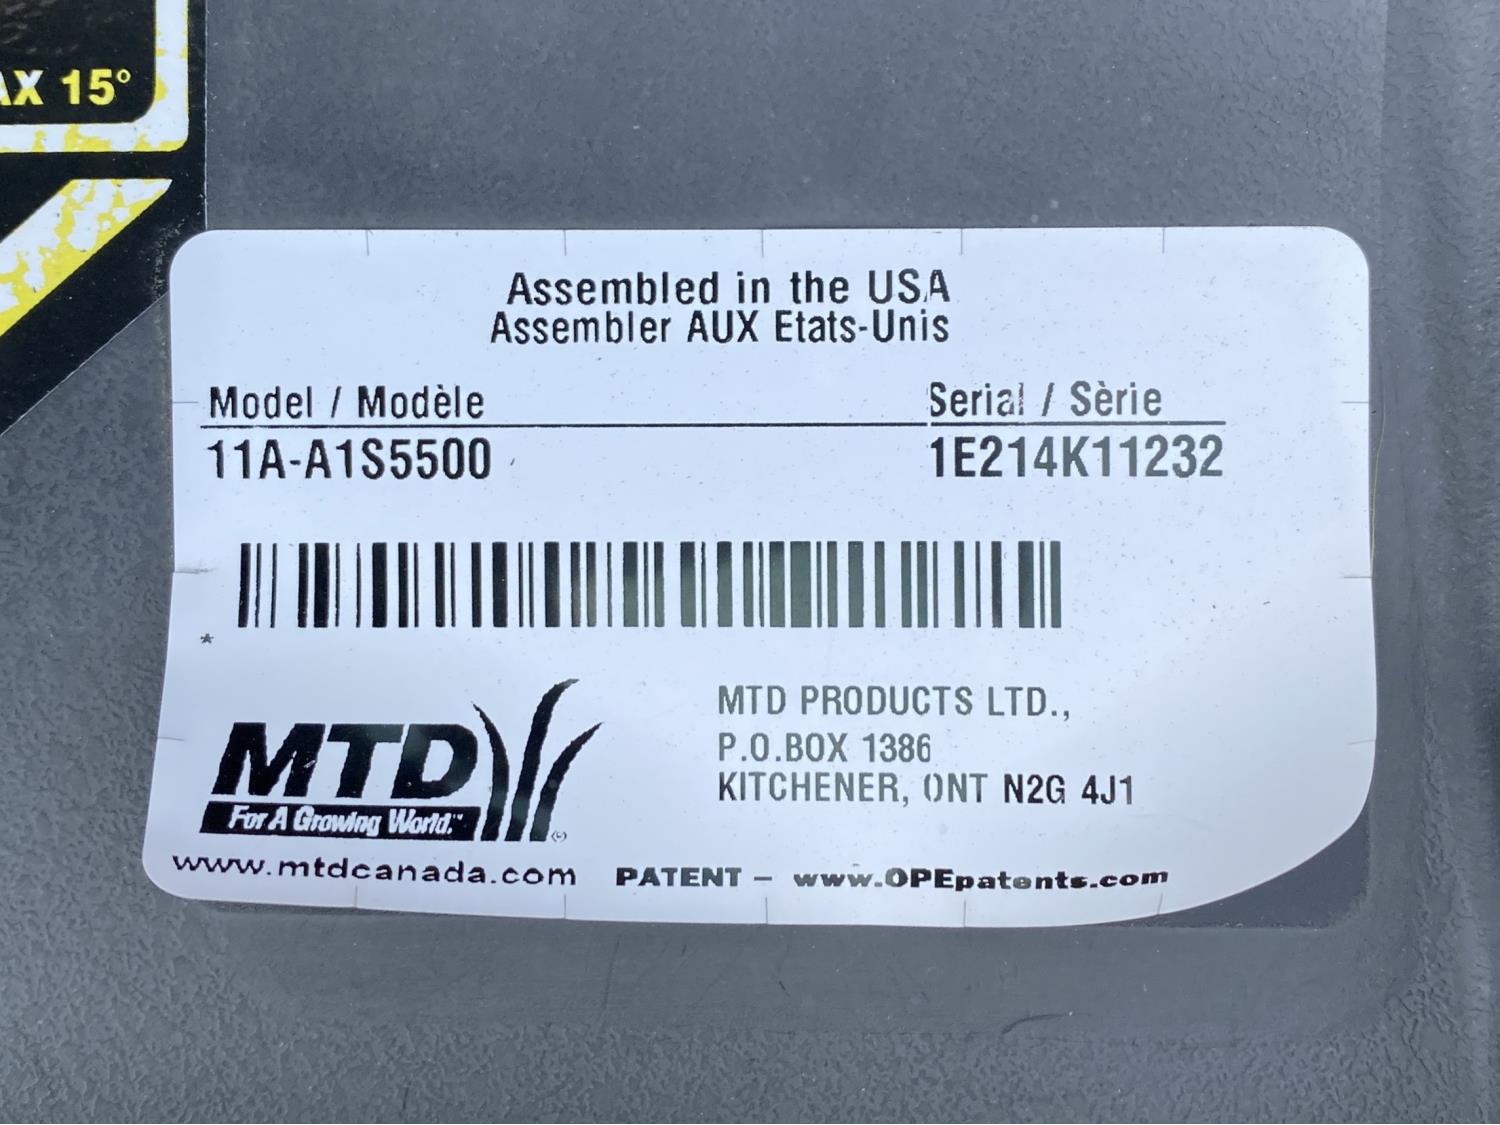 AX 15°
Assembled in the USA
Assembler AUX Etats-Unis
Model / Modèle
Serial / Sèrie
11A-A1S5500
1E214K11232
*
MTD
For A Growing World.™
MTD PRODUCTS LTD.,
P.O.BOX 1386
KITCHENER, ONT N2G 4J1
www.mtdcanada.com
PATENT – www.OPEpatents.com